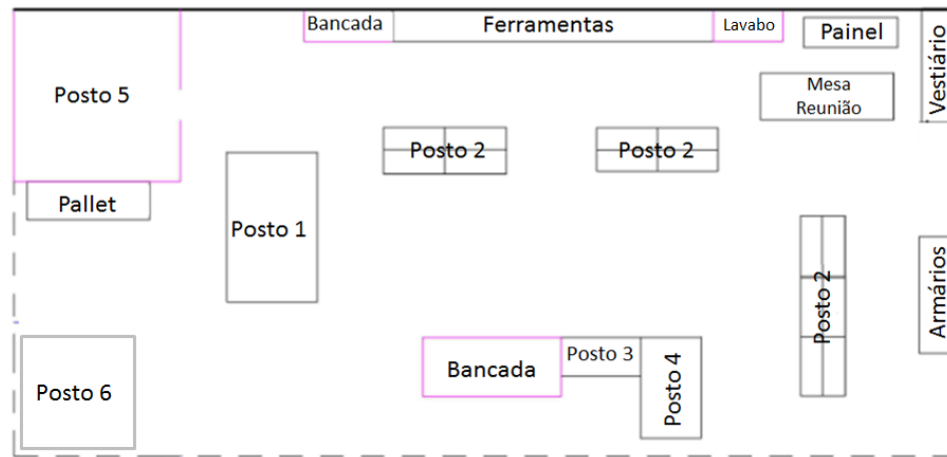 Bancada
Ferramentas
Lavabo
Painel
Vestiário
Posto 5
Mesa
Reunião
Posto 2
Posto 2
Pallet
Posto 1
Posto 2
Armários
Bancada
Posto 3
Posto 4
Posto 6